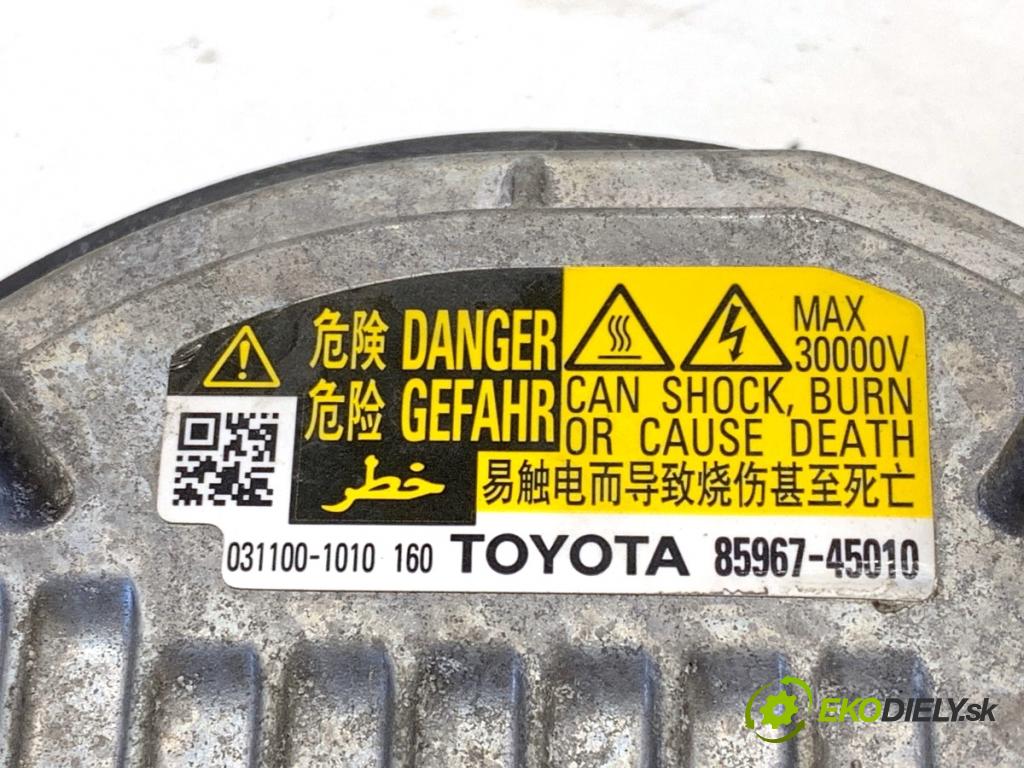 危険 DANGER
危险 GEFAHR
خطر
MAX
30000V
CAN SHOCK, BURN
OR CAUSE DEATH
易触电而导致烧伤甚至死亡
031100-1010 160 TOYOTA 85967-45010
EKODIELY.sk